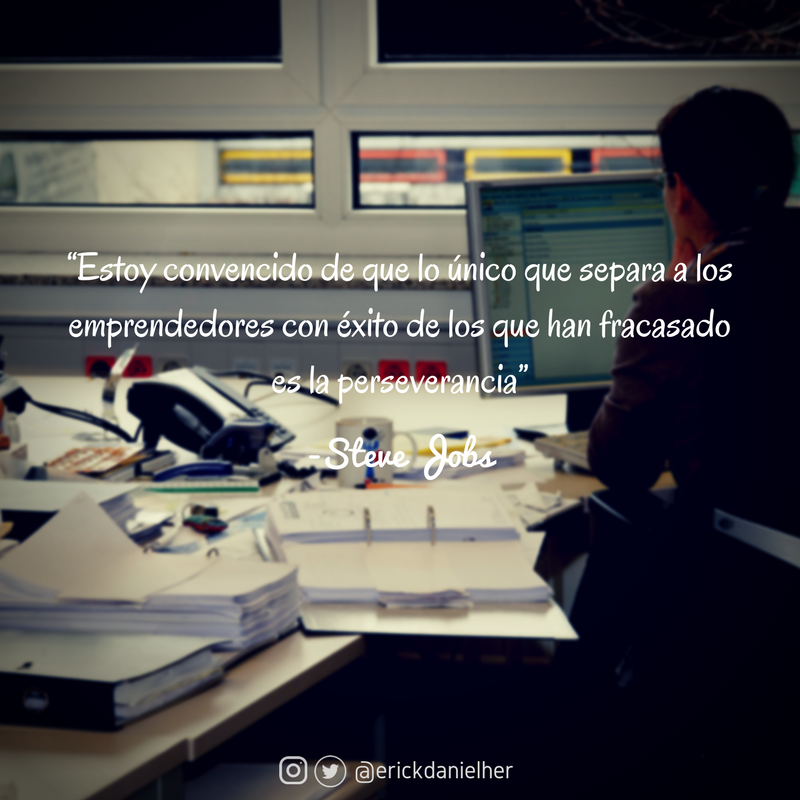 “Estoy convencido de que lo único que separa a los
emprendedores con éxito de los que han fracasado
es la perseverancia”
-Steve Jobs
@erickdanielher